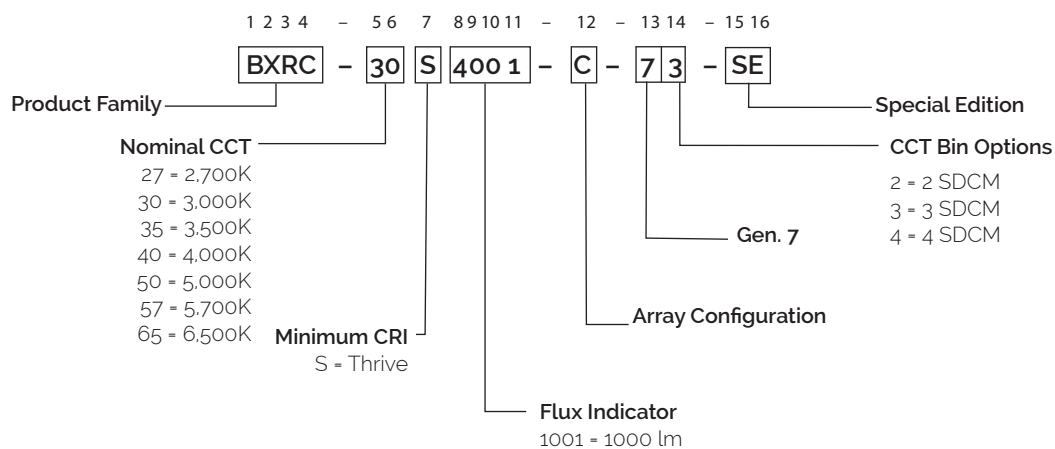 1 2 3 4 – 5 6 7 8 9 10 11 – 12 – 13 14 – 15 16
BXRC – 30 S 400 1 – C – 7 3 – SE
Product Family
Special Edition
Nominal CCT
27 = 2,700K
30 = 3,000K
35 = 3,500K
40 = 4,000K
50 = 5,000K
57 = 5,700K
65 = 6,500K
CCT Bin Options
2 = 2 SDCM
3 = 3 SDCM
4 = 4 SDCM
Gen. 7
Array Configuration
Minimum CRI
S = Thrive
Flux Indicator
1001 = 1000 lm